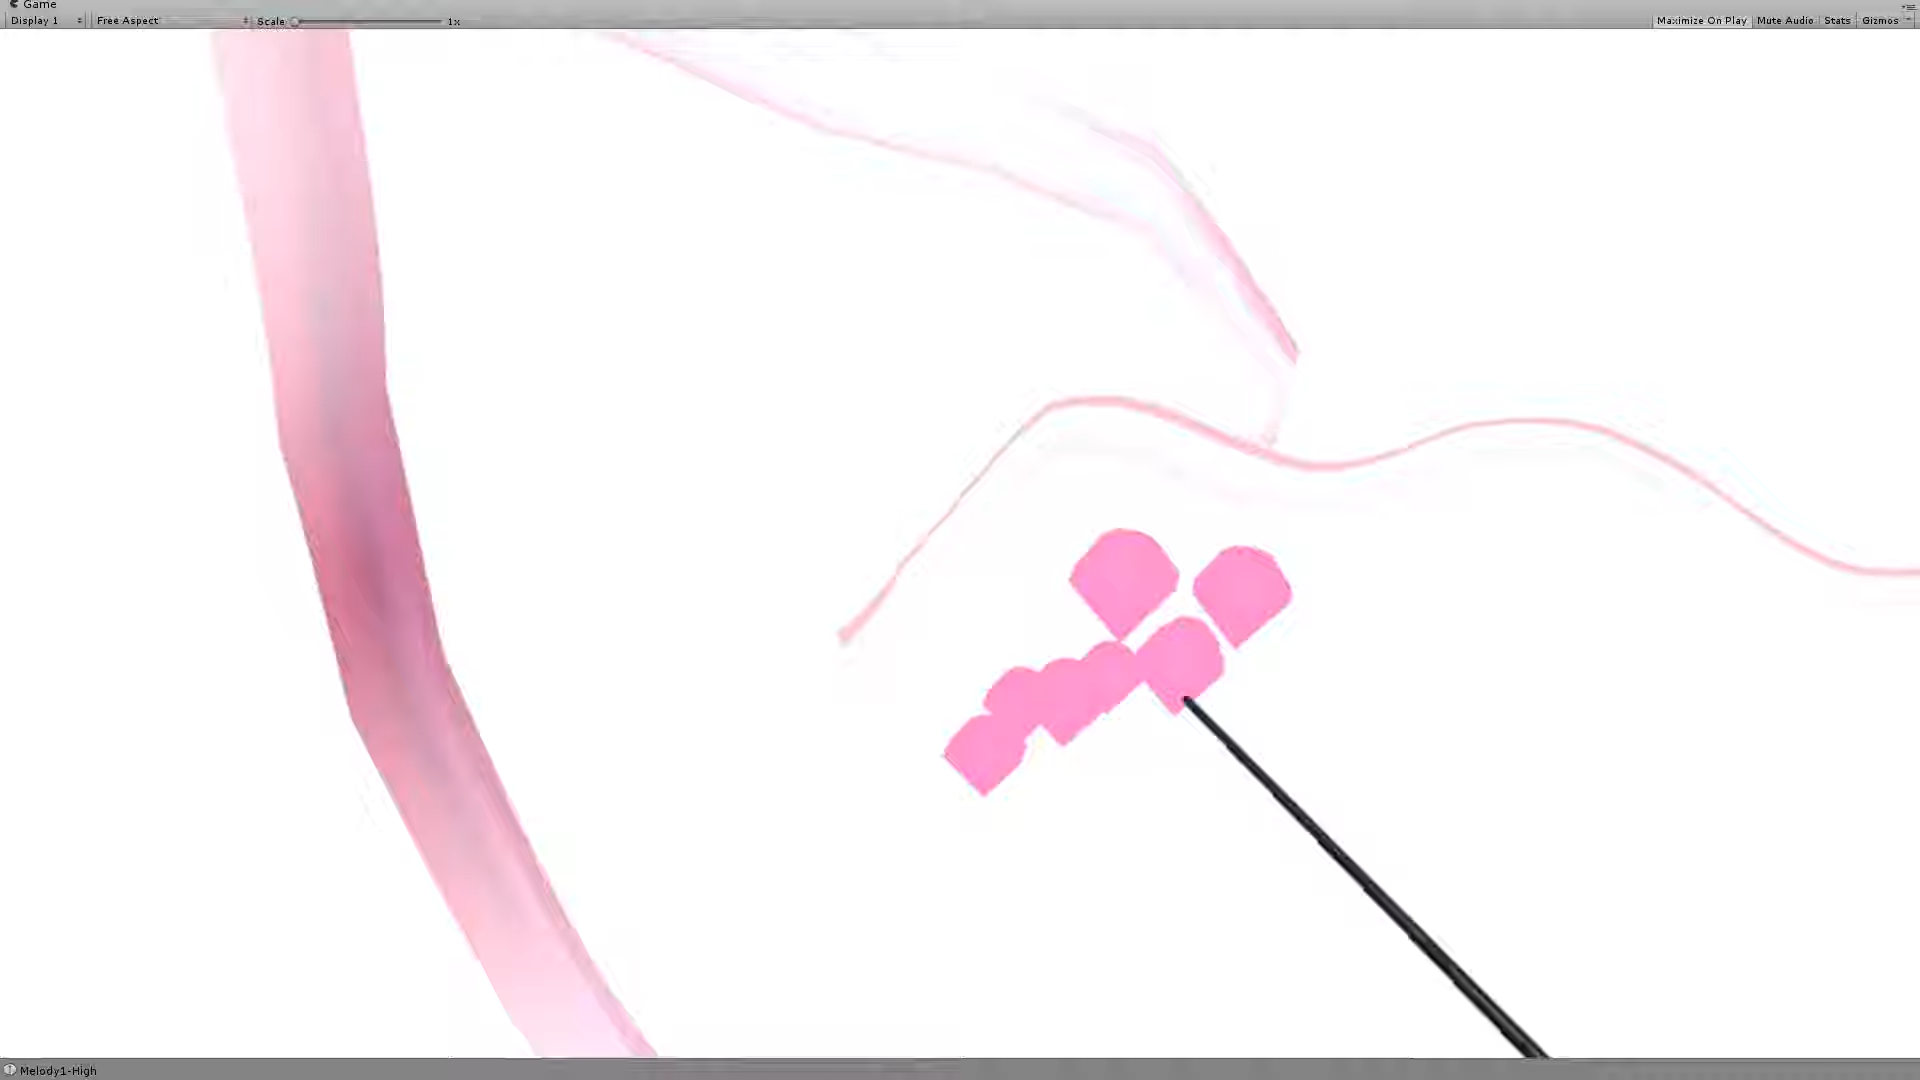 Game
Display 1 Free Aspect Scale 1x Maximize On Play Mute Audio Stats Gizmos
Melody1-High